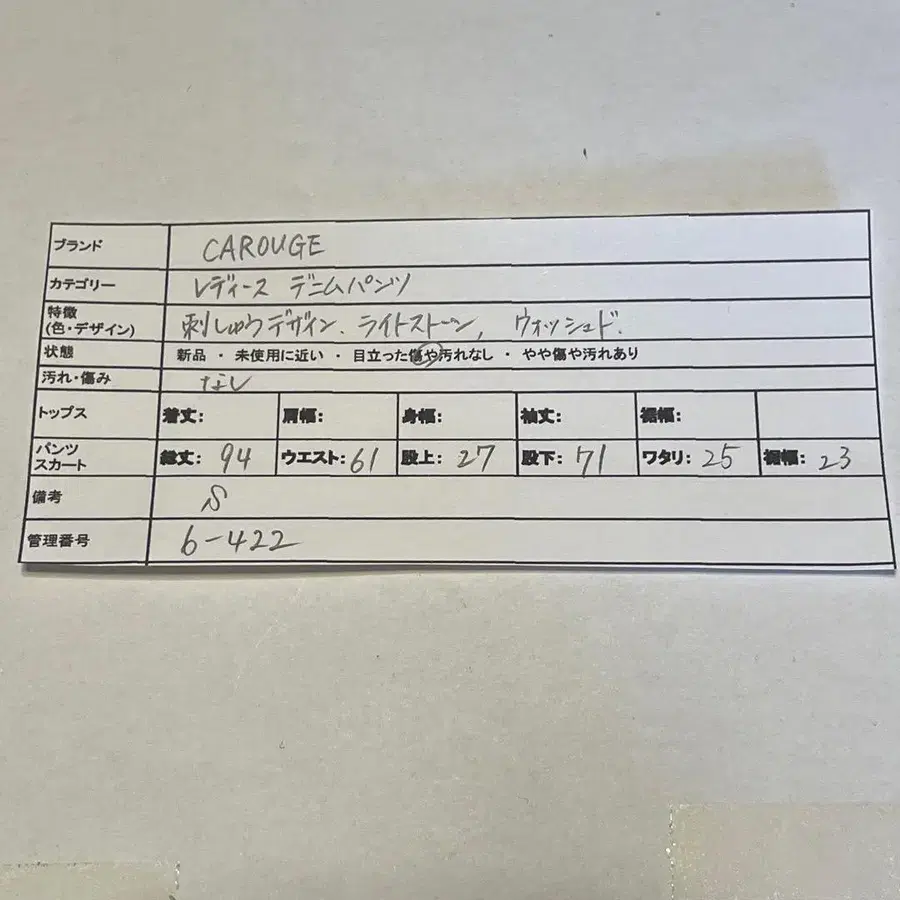 ブランド CAROUGE
カテゴリー レディース デニムパンツ
特徴
(色・デザイン) 刺しゅうデザイン、ライトストーン, ウォッシュド.
状態 新品 ・ 未使用に近い ・ 目立った傷や汚れなし ・ やや傷や汚れあり
汚れ・傷み なし
トップス 着丈: 肩幅: 身幅: 袖丈: 裾幅:
パンツ
スカート 総丈: 94 ウエスト: 61 股上: 27 股下: 71 ワタリ: 25 裾幅: 23
備考 S
管理番号 6-422